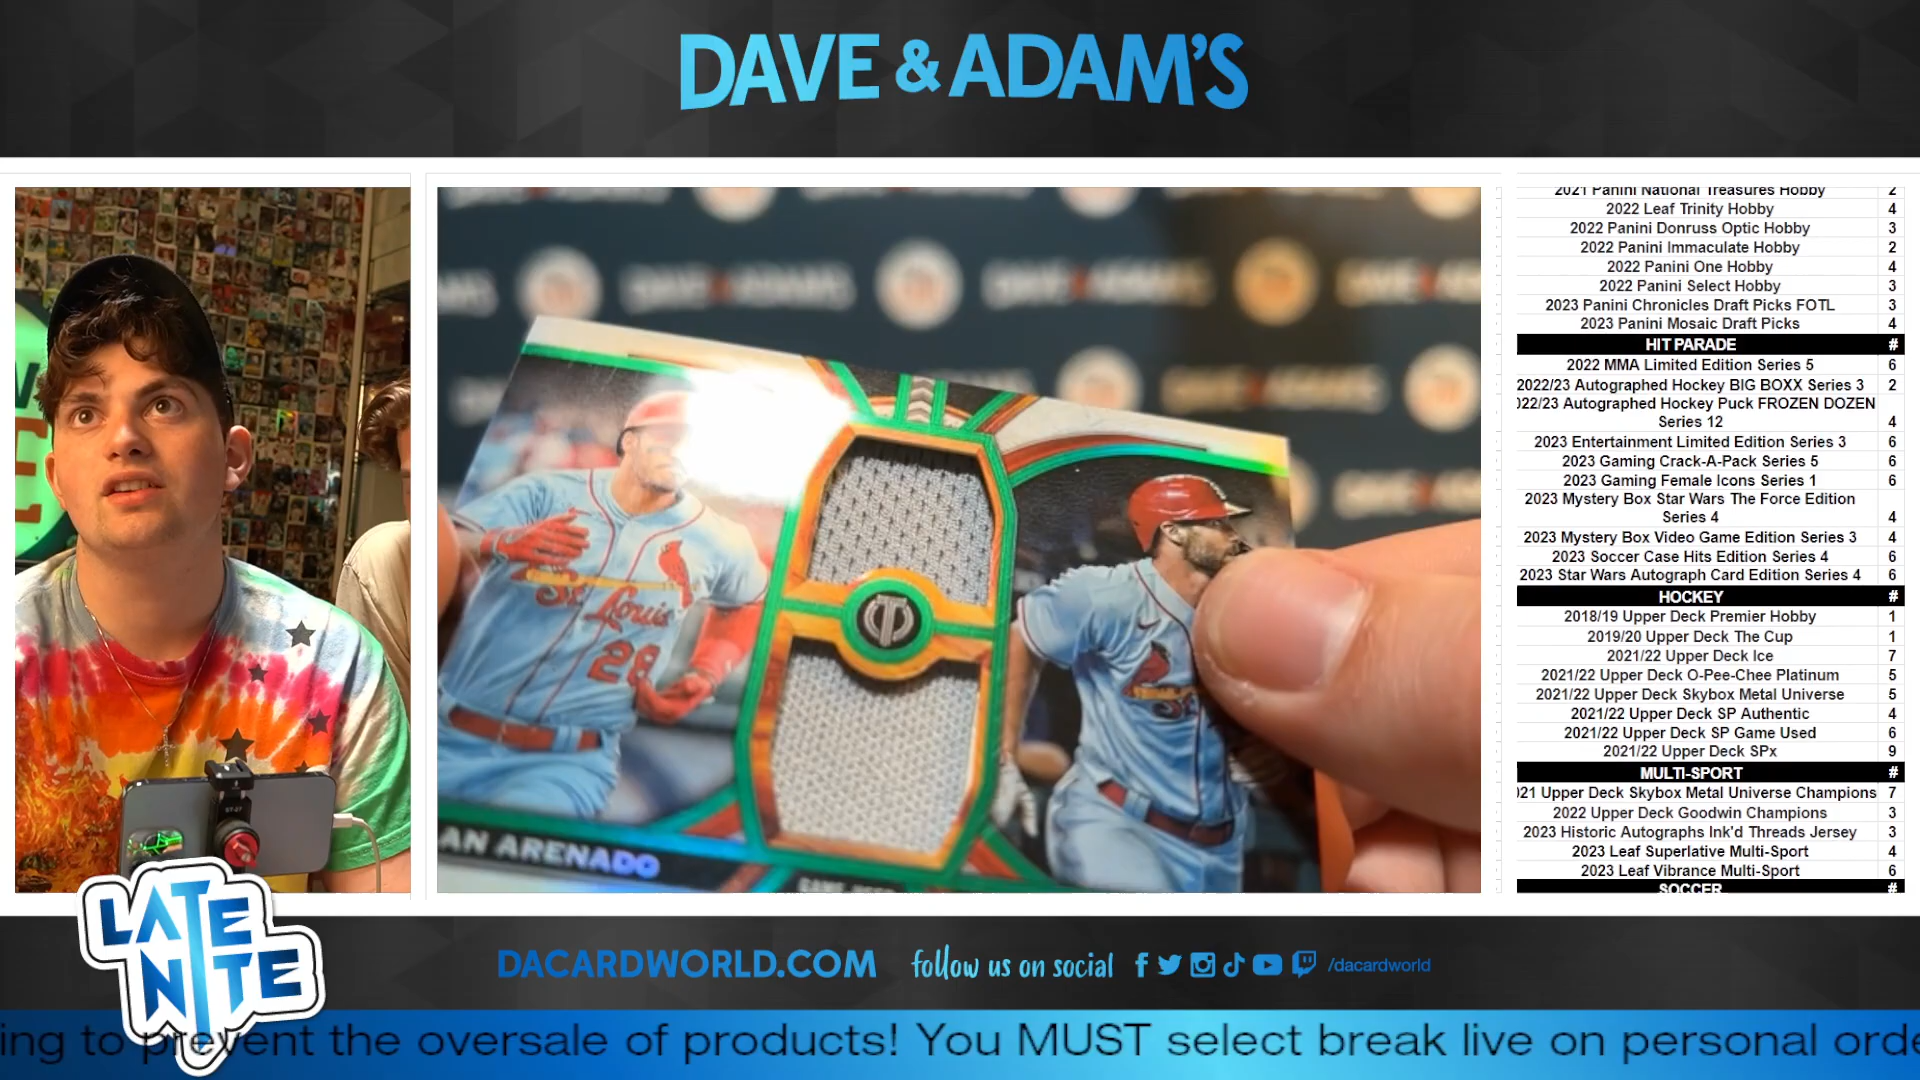 DAVE & ADAM'S
2021 Panini National Treasures Hobby 2
2022 Leaf Trinity Hobby 4
2022 Panini Donruss Optic Hobby 3
2022 Panini Immaculate Hobby 2
2022 Panini One Hobby 4
2022 Panini Select Hobby 3
2023 Panini Chronicles Draft Picks FOTL 3
2023 Panini Mosaic Draft Picks 4
HIT PARADE #
2022 MMA Limited Edition Series 5 6
2022/23 Autographed Hockey BIG BOXX Series 3 2
022/23 Autographed Hockey Puck FROZEN DOZEN
Series 12 4
2023 Entertainment Limited Edition Series 3 6
2023 Gaming Crack-A-Pack Series 5 6
2023 Gaming Female Icons Series 1 6
2023 Mystery Box Star Wars The Force Edition
Series 4 4
2023 Mystery Box Video Game Edition Series 3 4
2023 Soccer Case Hits Edition Series 4 6
2023 Star Wars Autograph Card Edition Series 4 6
HOCKEY #
2018/19 Upper Deck Premier Hobby 1
2019/20 Upper Deck The Cup 1
2021/22 Upper Deck Ice 7
2021/22 Upper Deck O-Pee-Chee Platinum 5
2021/22 Upper Deck Skybox Metal Universe 5
2021/22 Upper Deck SP Authentic 4
2021/22 Upper Deck SP Game Used 6
2021/22 Upper Deck SPx 9
MULTI-SPORT #
21 Upper Deck Skybox Metal Universe Champions 7
2022 Upper Deck Goodwin Champions 3
2023 Historic Autographs Ink'd Threads Jersey 3
2023 Leaf Superlative Multi-Sport 4
2023 Leaf Vibrance Multi-Sport 6
SOCCER #
DAVE & ADAM'S
St. Louis
28
AN ARENADO
LATE
NITE
DACARDWORLD.COM follow us on social /dacardworld
ing to prevent the oversale of products! You MUST select break live on personal orde